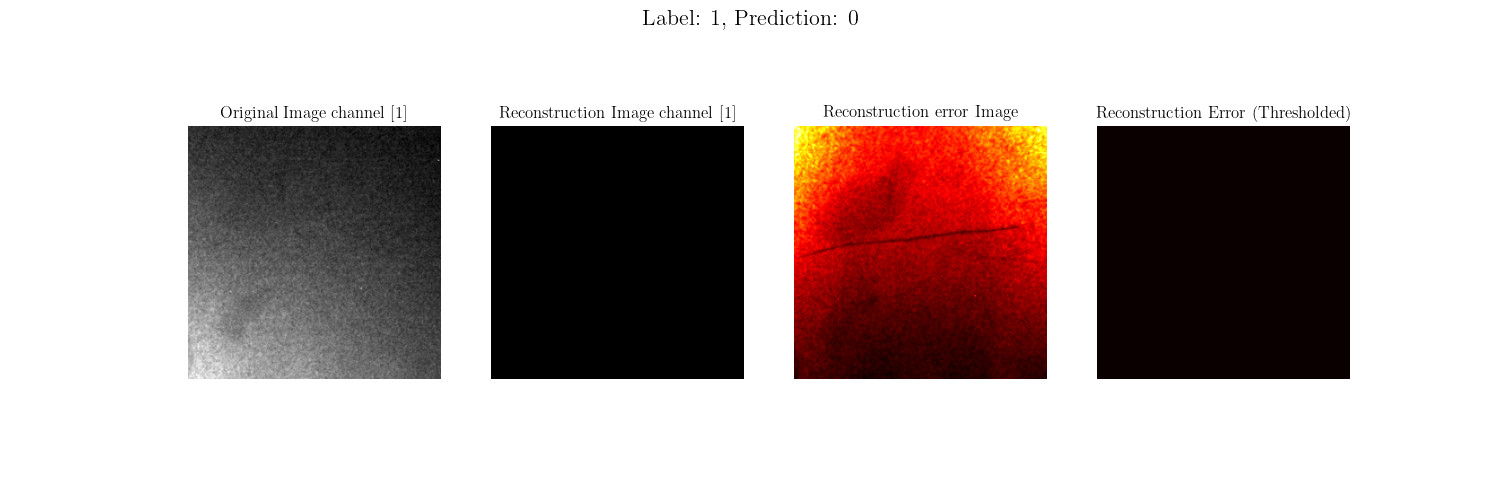 Label: 1, Prediction: 0
Original Image channel [1]
Reconstruction Image channel [1]
Reconstruction error Image
Reconstruction Error (Thresholded)